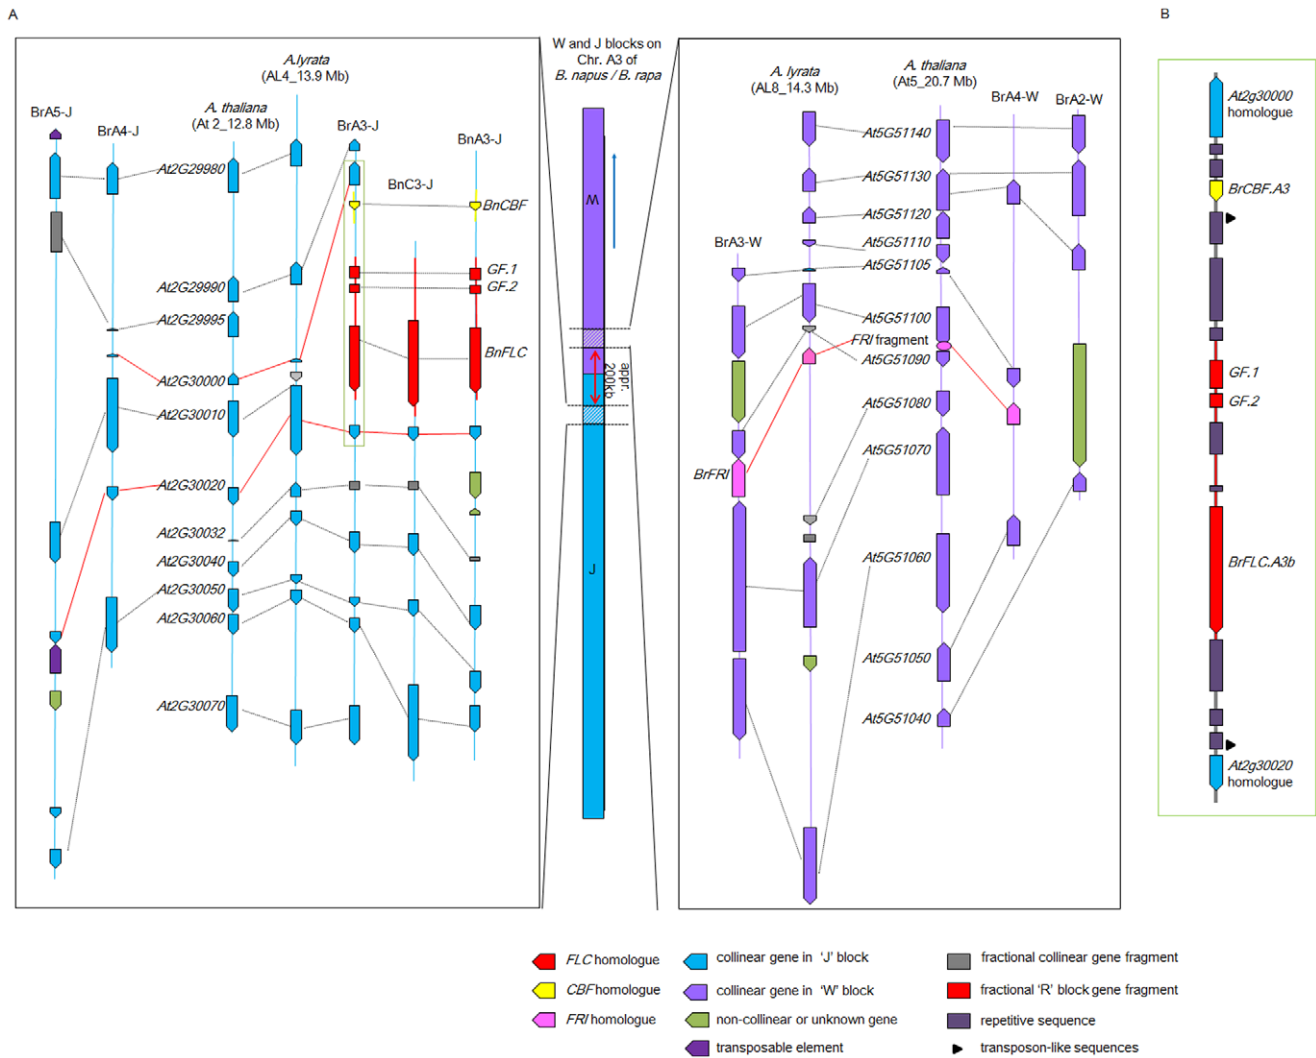 A
B
A.lyrata
(AL4_13.9 Mb)
A. thaliana
(At 2_12.8 Mb)
BrA5-J
BrA4-J
BrA3-J
BnC3-J
BnA3-J
At2G29980
At2G29990
At2G29995
At2G30000
At2G30010
At2G30020
At2G30032
At2G30040
At2G30050
At2G30060
At2G30070
BnCBF
GF.1
GF.2
BnFLC
W and J blocks on
Chr. A3 of
B. napus / B. rapa
W
appr.
200kb
J
A. lyrata
(AL8_14.3 Mb)
A. thaliana
(At5_20.7 Mb)
BrA4-W
BrA2-W
BrA3-W
At5G51140
At5G51130
At5G51120
At5G51110
At5G51105
At5G51100
FRI fragment
At5G51090
At5G51080
At5G51070
At5G51060
At5G51050
At5G51040
BrFRI
At2g30000
homologue
BrCBF.A3
GF.1
GF.2
BrFLC.A3b
At2g30020
homologue
FLC homologue
CBF homologue
FRI homologue
collinear gene in 'J' block
collinear gene in 'W' block
non-collinear or unknown gene
transposable element
fractional collinear gene fragment
fractional 'R' block gene fragment
repetitive sequence
transposon-like sequences